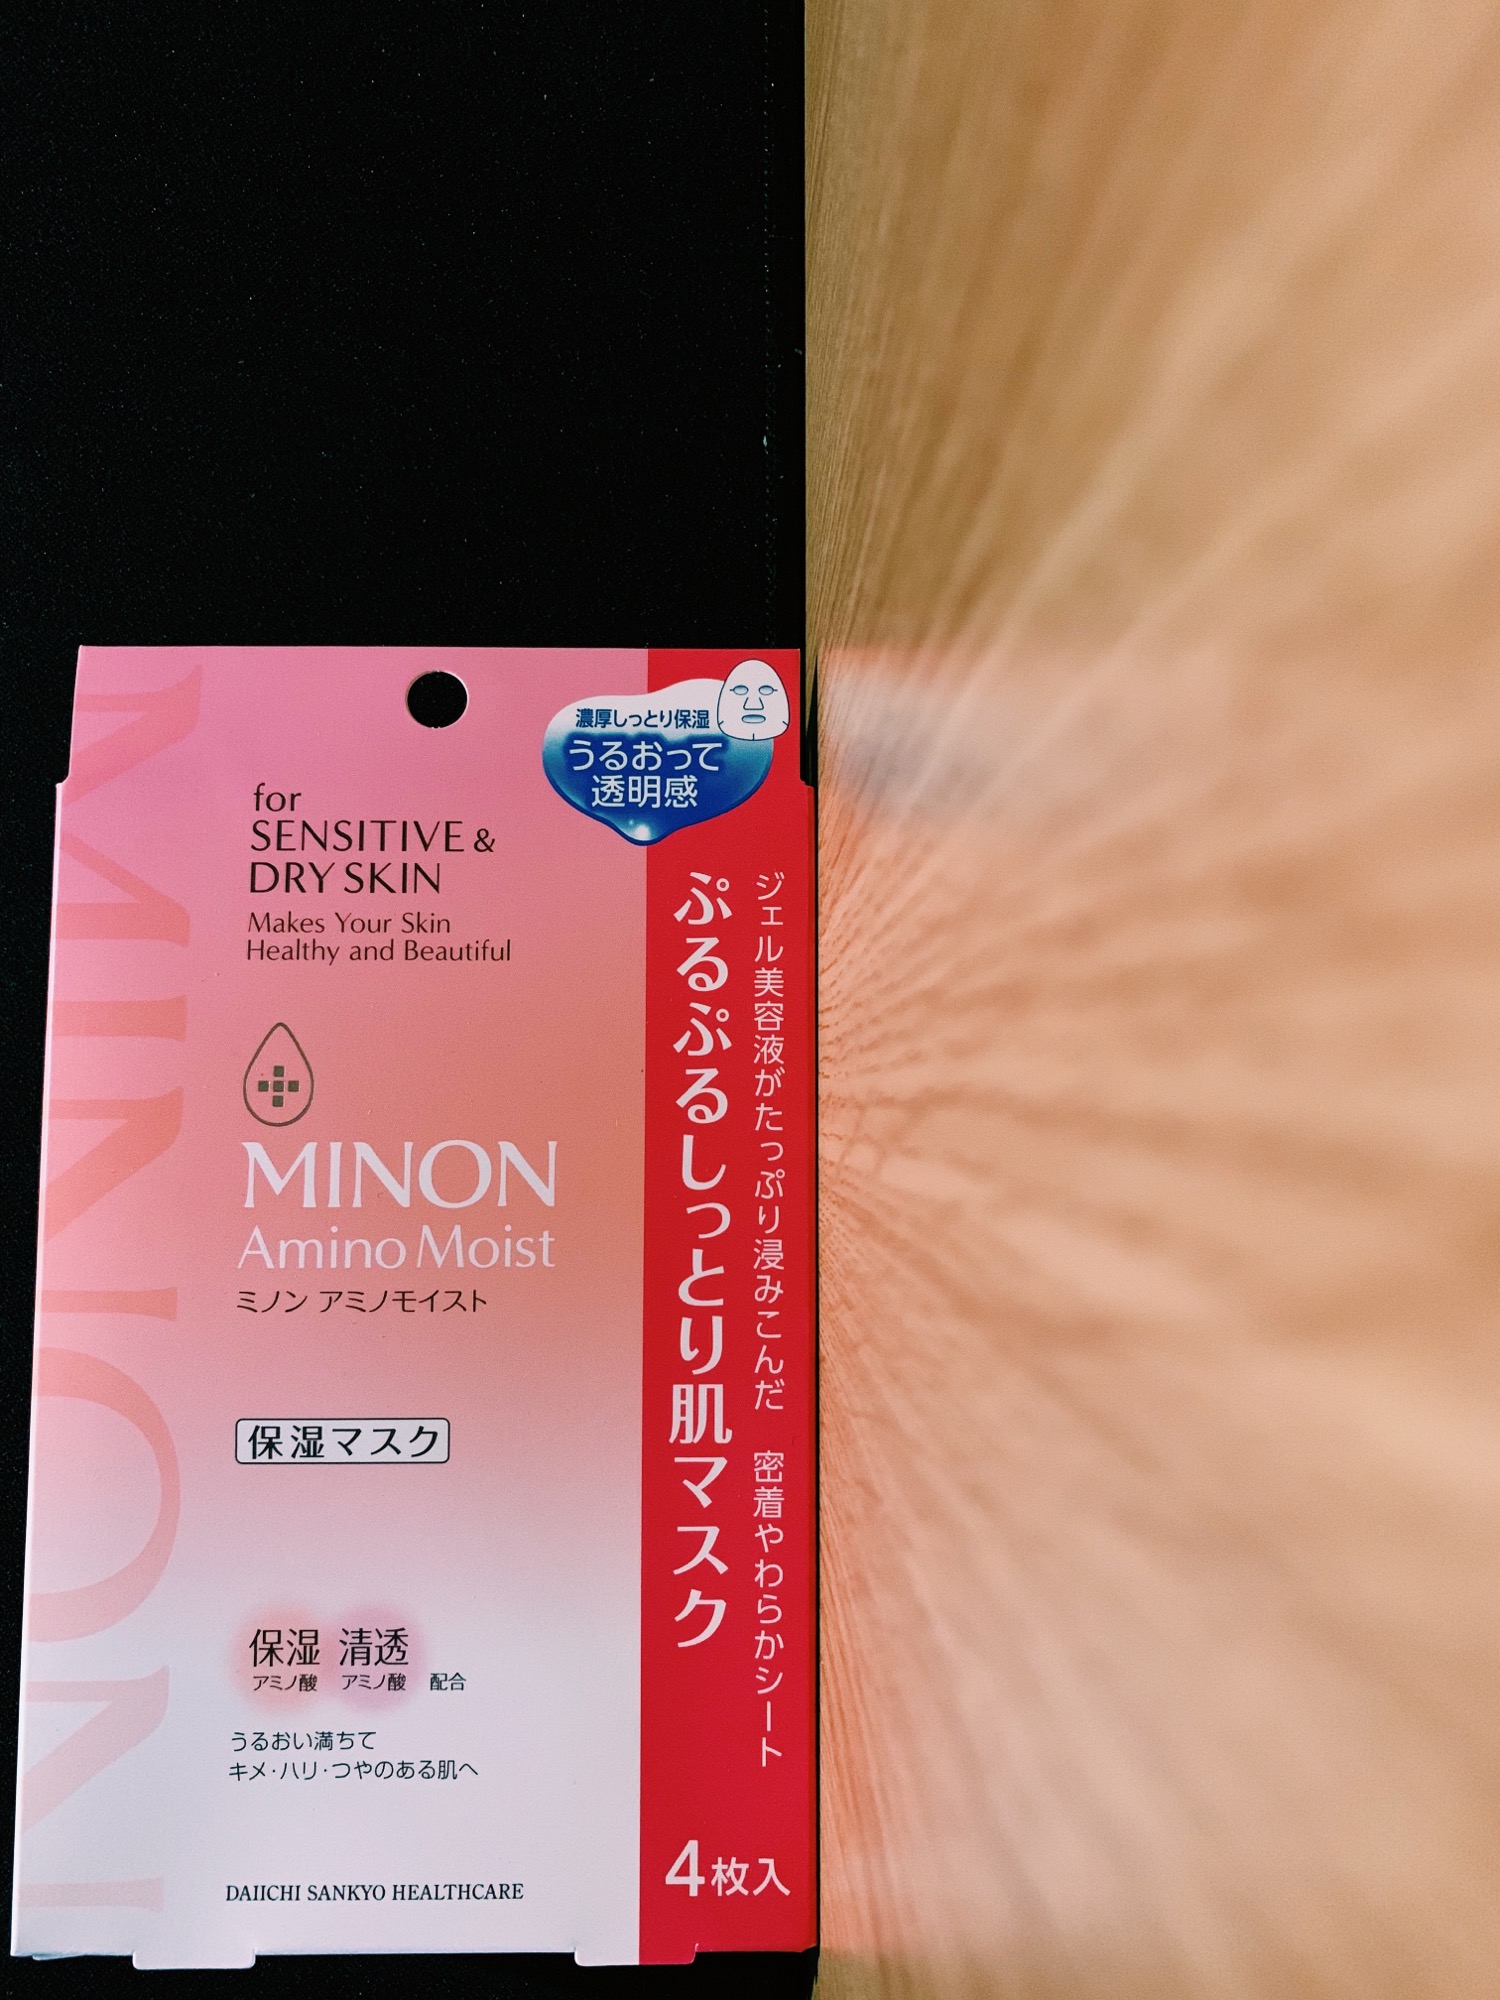 濃厚しっとり保湿
うるおって
透明感
for
SENSITIVE &
DRY SKIN
Makes Your Skin
Healthy and Beautiful
MINON
Amino Moist
ミノン アミノモイスト
保湿マスク
保湿 清透
アミノ酸 アミノ酸 配合
うるおい満ちて
キメ・ハリ・つやのある肌へ
DAIICHI SANKYO HEALTHCARE
MINON
ジェル美容液がたっぷり浸みこんだ 密着やわらかシート
ぷるぷるしっとり肌マスク
4枚入